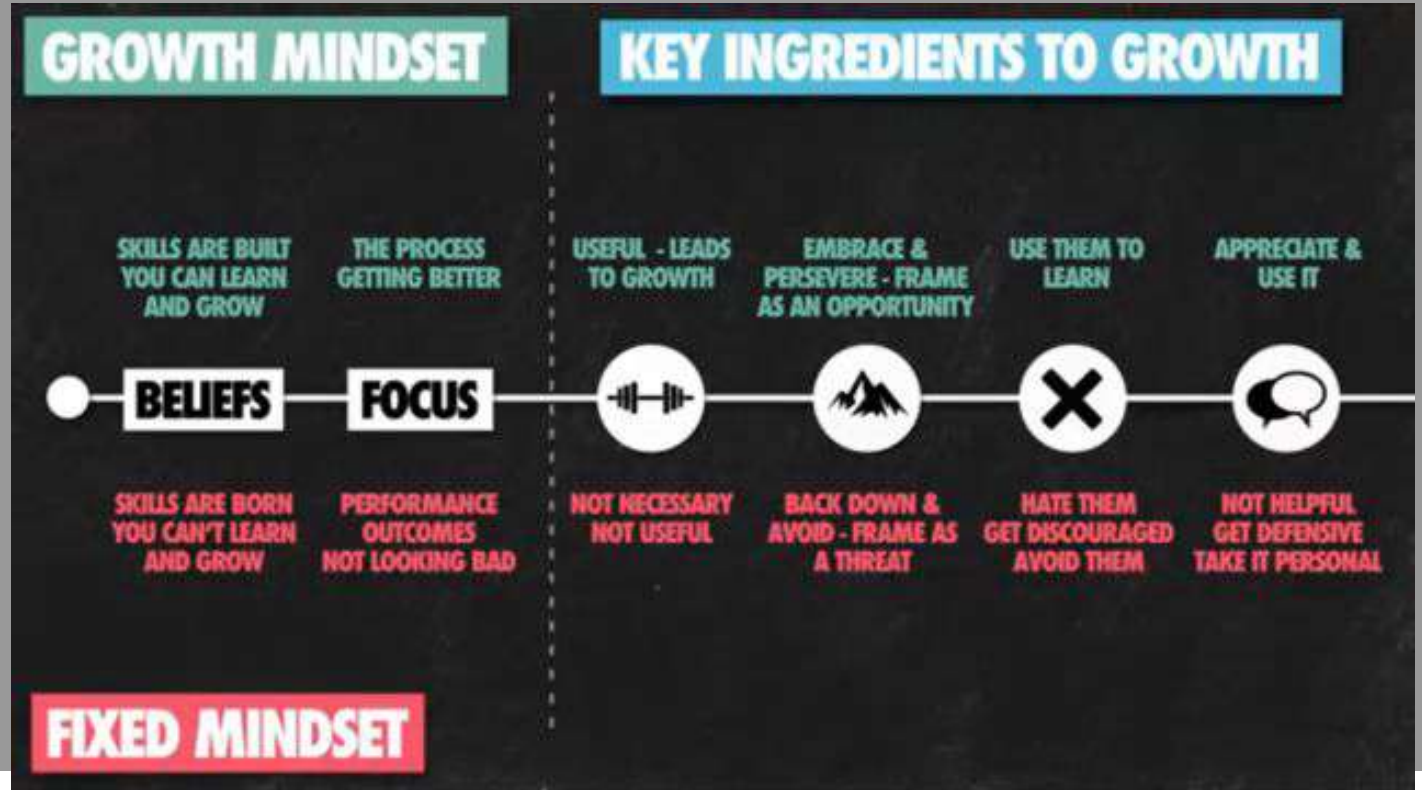 GROWTH MINDSET
KEY INGREDIENTS TO GROWTH
SKILLS ARE BUILT
YOU CAN LEARN
AND GROW
THE PROCESS
GETTING BETTER
USEFUL - LEADS
TO GROWTH
EMBRACE &
PERSEVERE - FRAME
AS AN OPPORTUNITY
USE THEM TO
LEARN
APPRECIATE &
USE IT
BELIEFS
FOCUS
SKILLS ARE BORN
YOU CAN'T LEARN
AND GROW
PERFORMANCE
OUTCOMES
NOT LOOKING BAD
NOT NECESSARY
NOT USEFUL
BACK DOWN &
AVOID - FRAME AS
A THREAT
HATE THEM
GET DISCOURAGED
AVOID THEM
NOT HELPFUL
GET DEFENSIVE
TAKE IT PERSONAL
FIXED MINDSET